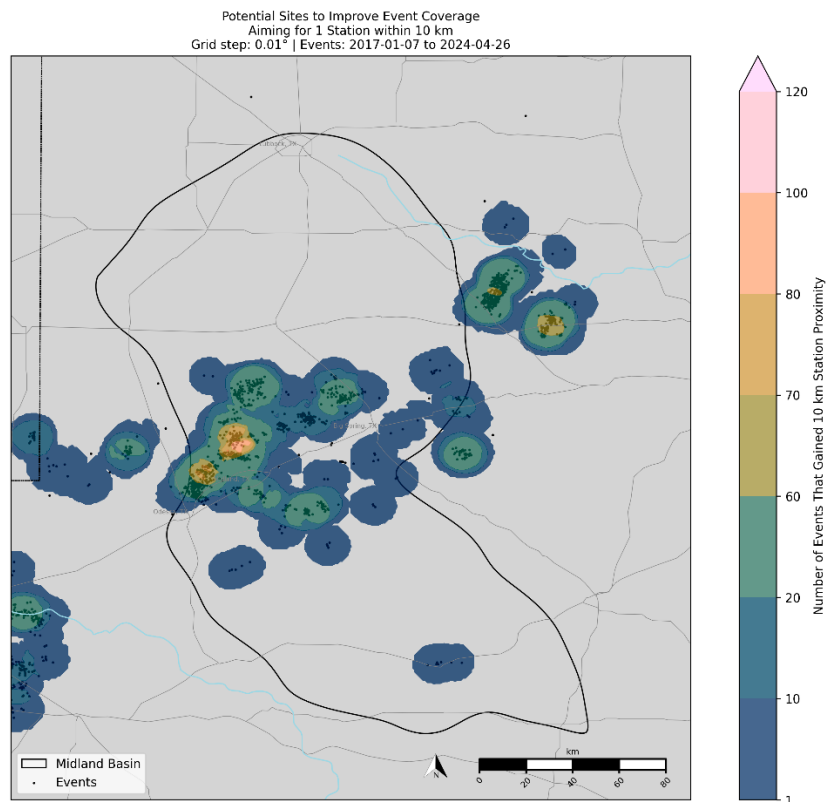 Potential Sites to Improve Event Coverage
Aiming for 1 Station within 10 km
Grid step: 0.01° | Events: 2017-01-07 to 2024-04-26
120
100
80
70
60
20
10
1
Number of Events That Gained 10 km Station Proximity
Midland Basin
Events
N
km
0
20
40
60
80